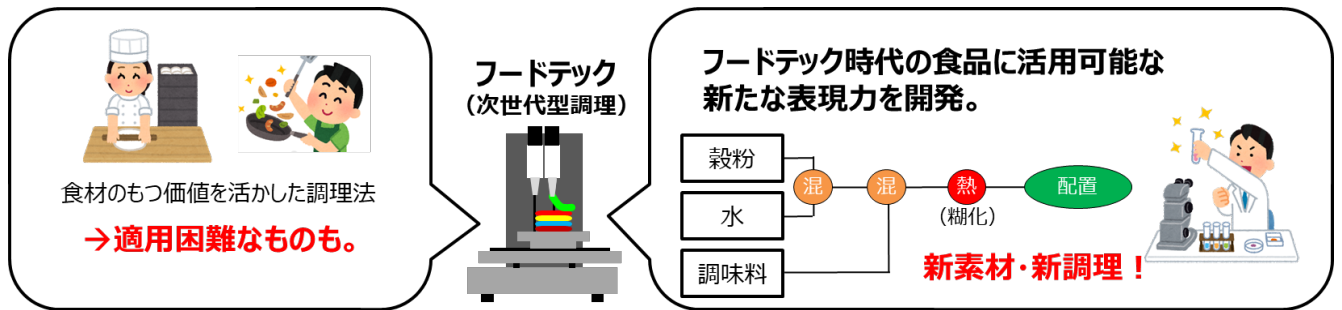 食材のもつ価値を活かした調理法
→適用困難なものも。
フードテック
（次世代型調理）
フードテック時代の食品に活用可能な
新たな表現力を開発。
穀粉
水
調味料
混
混
熱
（糊化）
配置
新素材・新調理！